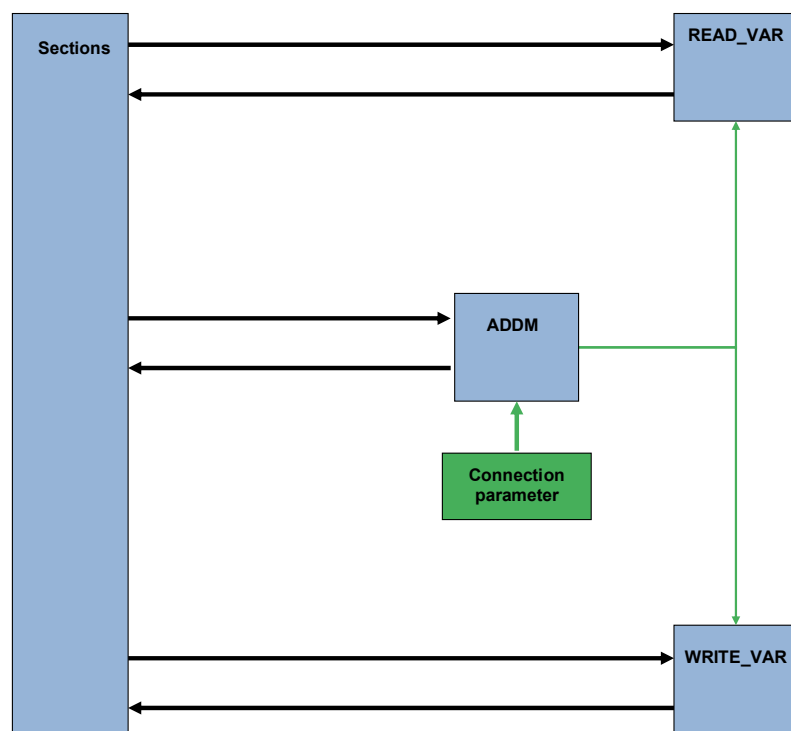 Sections
READ_VAR
ADDM
Connection
parameter
WRITE_VAR